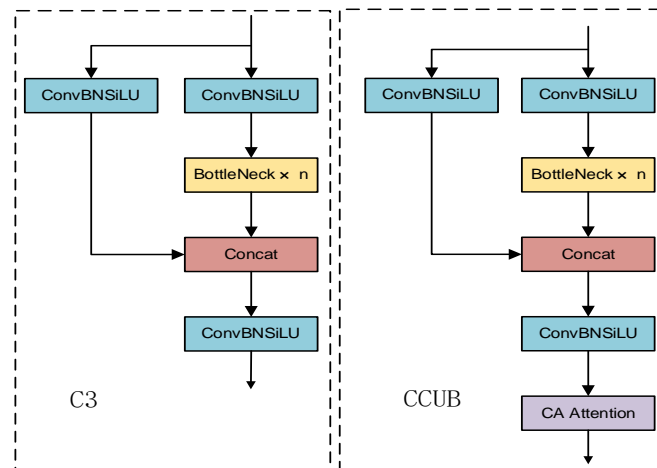 ConvBNSiLU
ConvBNSiLU
BottleNeck × n
Concat
ConvBNSiLU
C3
ConvBNSiLU
ConvBNSiLU
BottleNeck × n
Concat
ConvBNSiLU
CCUB
CA Attention